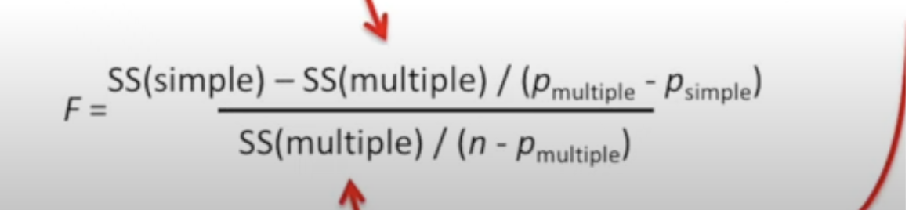 SS(simple) – SS(multiple) / (pmultiple - psimple)
F =
SS(multiple) / (n - pmultiple)